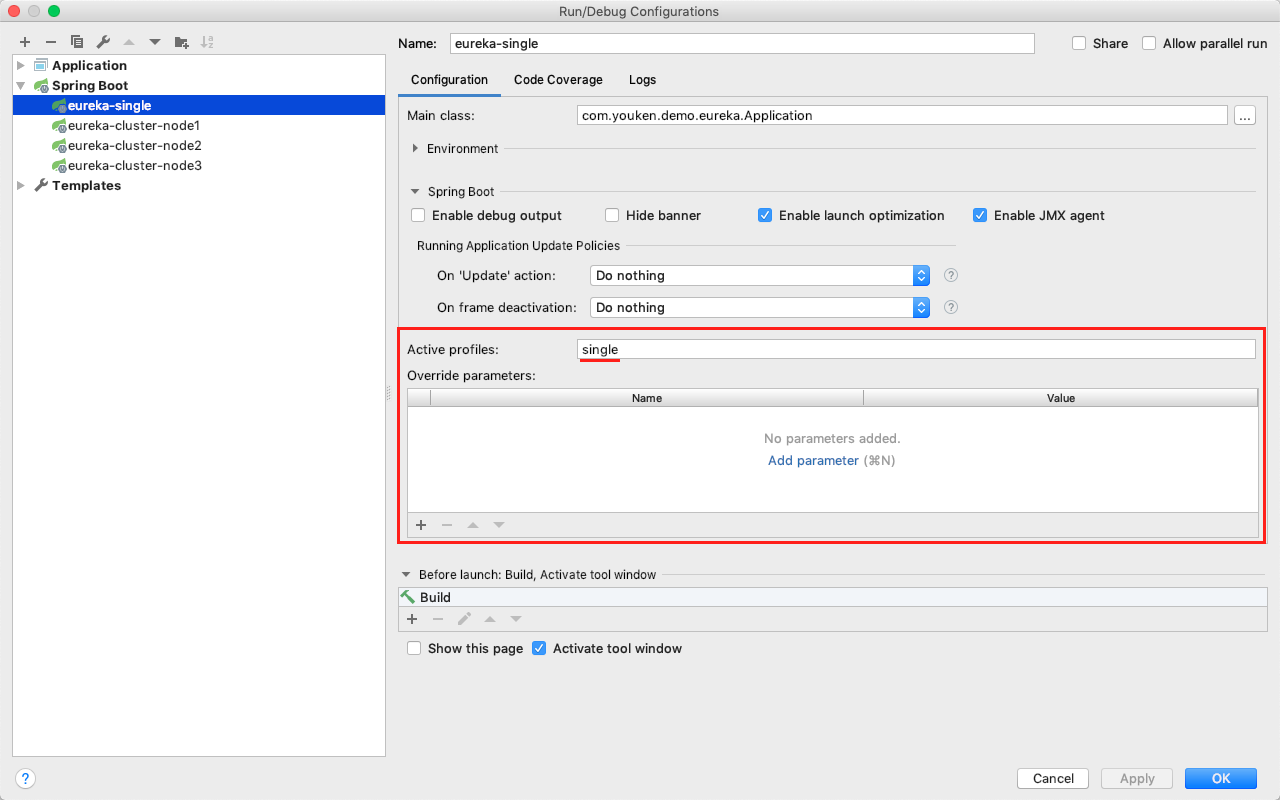 Run/Debug Configurations
Application
Spring Boot
eureka-single
eureka-cluster-node1
eureka-cluster-node2
eureka-cluster-node3
Templates
Name: eureka-single Share Allow parallel run
Configuration Code Coverage Logs
Main class: com.youken.demo.eureka.Application ...
Environment
Spring Boot
Enable debug output Hide banner Enable launch optimization Enable JMX agent
Running Application Update Policies
On 'Update' action: Do nothing ?
On frame deactivation: Do nothing ?
Active profiles: single
Override parameters:
Name Value
No parameters added.
Add parameter (⌘N)
Before launch: Build, Activate tool window
Build
Show this page Activate tool window
? Cancel Apply OK